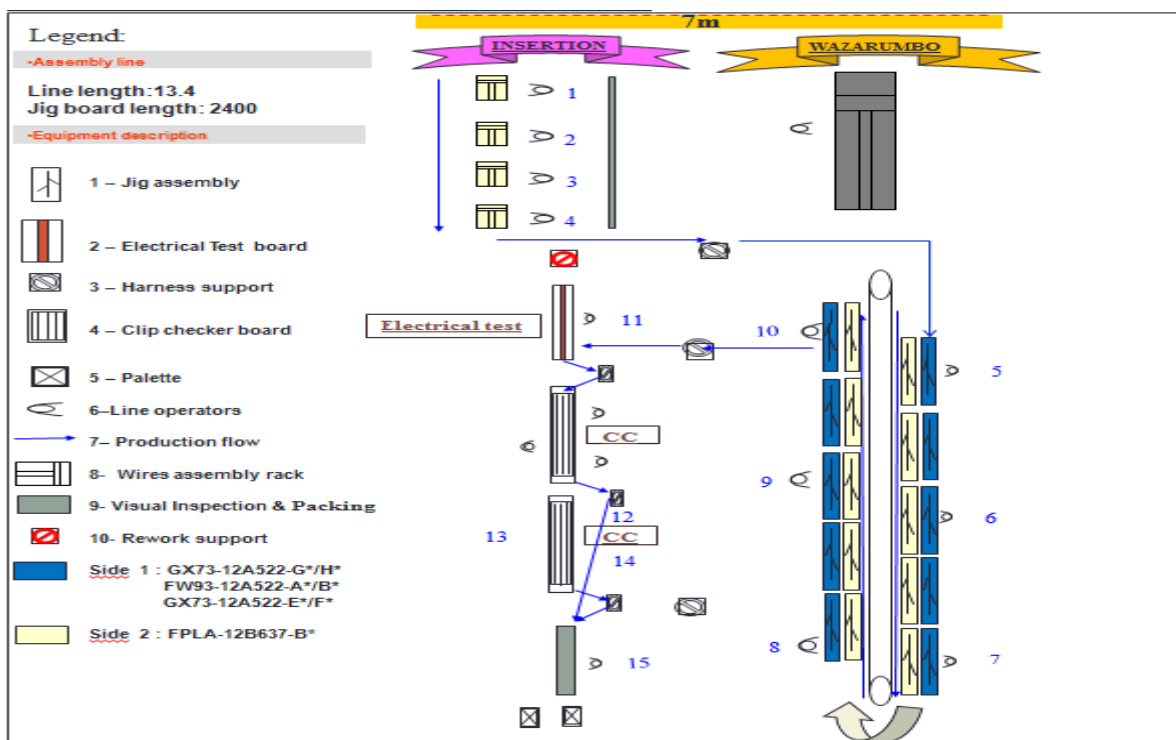 7m
Legend:
-Assembly line
Line length:13.4
Jig board length: 2400
-Equipment description
1 – Jig assembly
2 – Electrical Test board
3 – Harness support
4 – Clip checker board
5 – Palette
6–Line operators
7– Production flow
8- Wires assembly rack
9- Visual Inspection & Packing
10- Rework support
Side 1 : GX73-12A522-G*/H*
FW93-12A522-A*/B*
GX73-12A522-E*/F*
Side 2 : FPLA-12B637-B*
INSERTION
WAZARUMBO
1
2
3
4
Electrical test
11
10
5
CC
9
6
12
13
CC
14
8
7
15